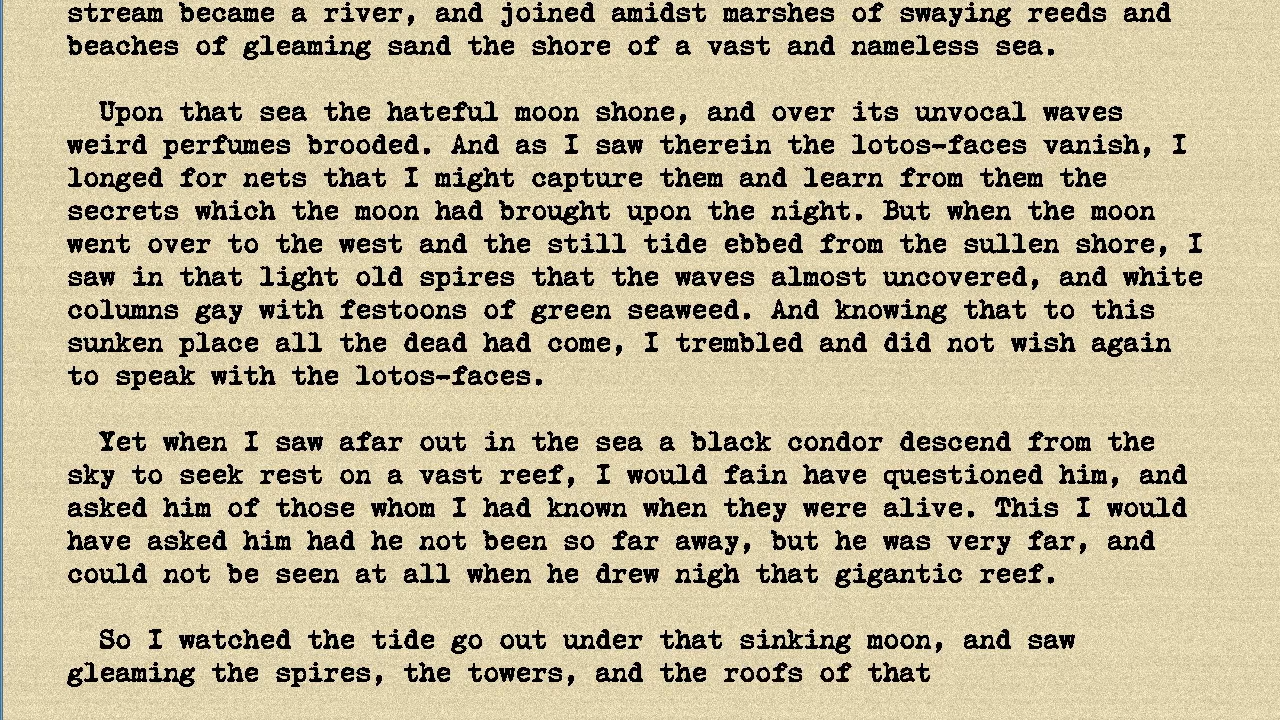 stream became a river, and joined amidst marshes of swaying reeds and
beaches of gleaming sand the shore of a vast and nameless sea.
Upon that sea the hateful moon shone, and over its unvocal waves
weird perfumes brooded. And as I saw therein the lotos-faces vanish, I
longed for nets that I might capture them and learn from them the
secrets which the moon had brought upon the night. But when the moon
went over to the west and the still tide ebbed from the sullen shore, I
saw in that light old spires that the waves almost uncovered, and white
columns gay with festoons of green seaweed. And knowing that to this
sunken place all the dead had come, I trembled and did not wish again
to speak with the lotos-faces.
Yet when I saw afar out in the sea a black condor descend from the
sky to seek rest on a vast reef, I would fain have questioned him, and
asked him of those whom I had known when they were alive. This I would
have asked him had he not been so far away, but he was very far, and
could not be seen at all when he drew nigh that gigantic reef.
So I watched the tide go out under that sinking moon, and saw
gleaming the spires, the towers, and the roofs of that